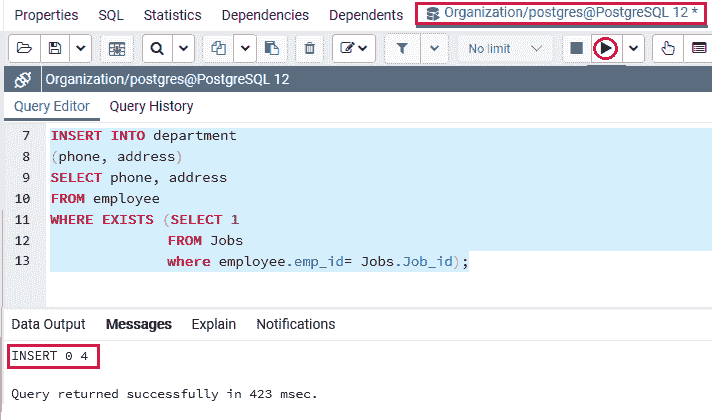 Properties SQL Statistics Dependencies Dependents Organization/postgres@PostgreSQL 12 *
No limit
Organization/postgres@PostgreSQL 12
Query Editor Query History
7 INSERT INTO department
8 (phone, address)
9 SELECT phone, address
10 FROM employee
11 WHERE EXISTS (SELECT 1
12 FROM Jobs
13 where employee.emp_id= Jobs.Job_id);
Data Output Messages Explain Notifications
INSERT 0 4
Query returned successfully in 423 msec.